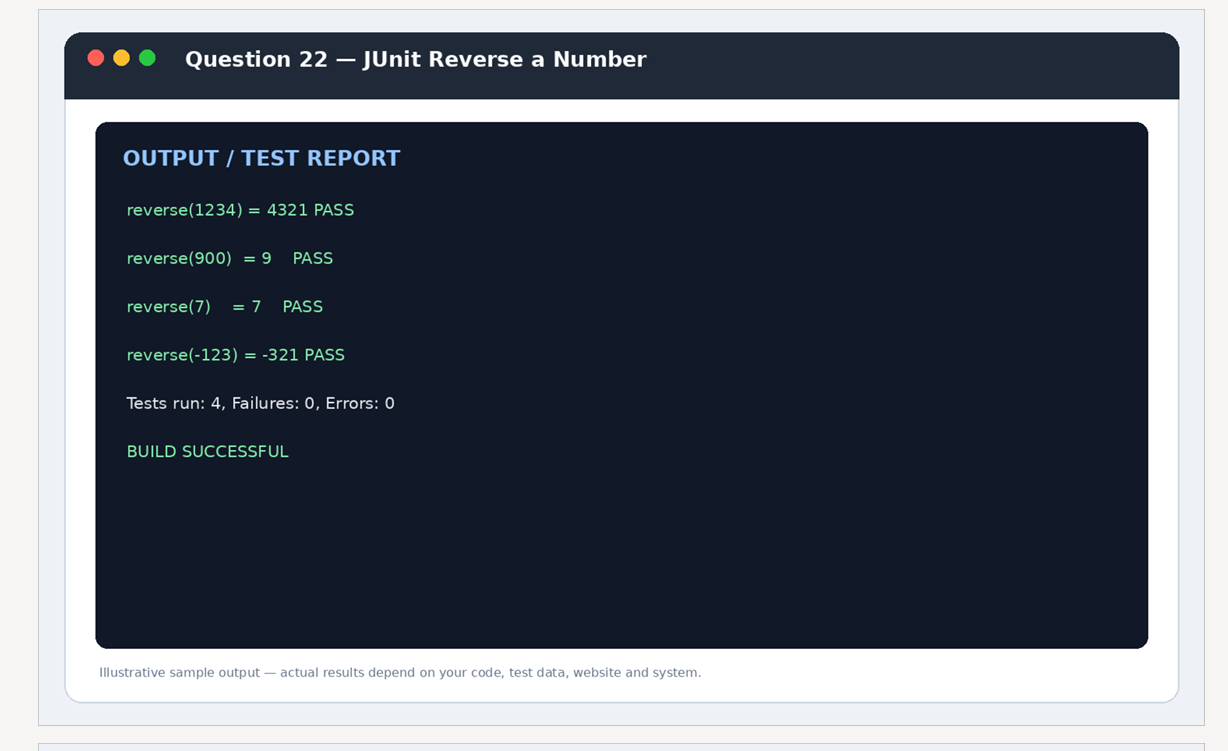 Question 22 — JUnit Reverse a Number
OUTPUT / TEST REPORT
reverse(1234) = 4321 PASS
reverse(900)  = 9    PASS
reverse(7)    = 7    PASS
reverse(-123) = -321 PASS
Tests run: 4, Failures: 0, Errors: 0
BUILD SUCCESSFUL
Illustrative sample output — actual results depend on your code, test data, website and system.